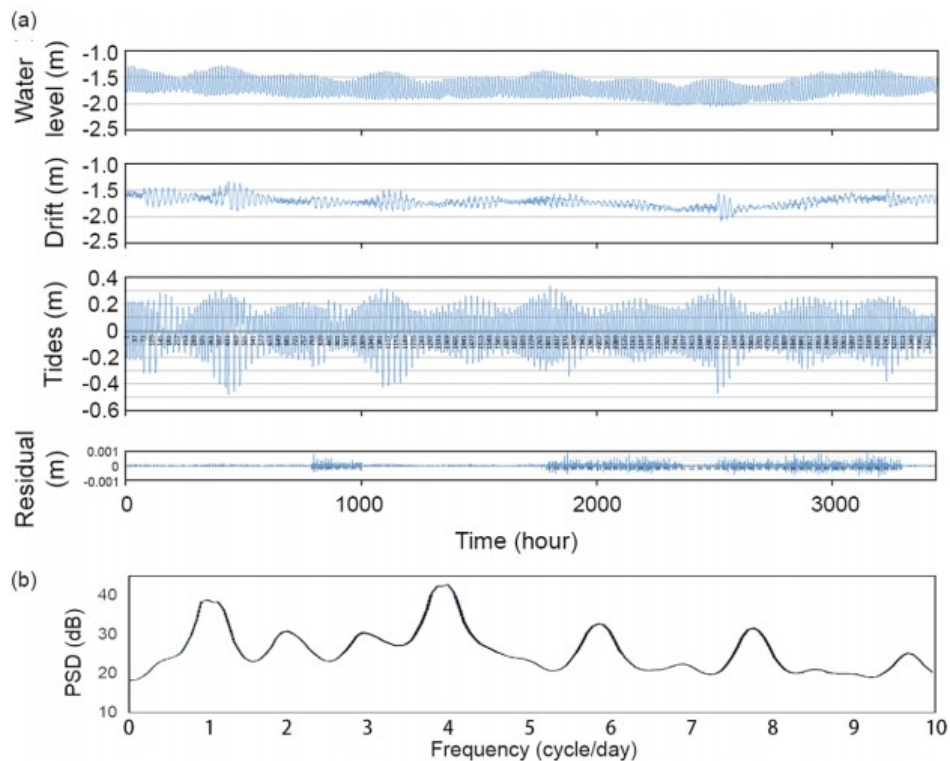 (a)
Water level (m)
-1.0
-1.5
-2.0
-2.5
Drift (m)
-1.0
-1.5
-2.0
-2.5
Tides (m)
0.4
0.2
0
-0.2
-0.4
-0.6
Residual (m)
0.001
0
-0.001
0 1000 2000 3000
Time (hour)
(b)
PSD (dB)
40
30
20
10
0 1 2 3 4 5 6 7 8 9 10
Frequency (cycle/day)